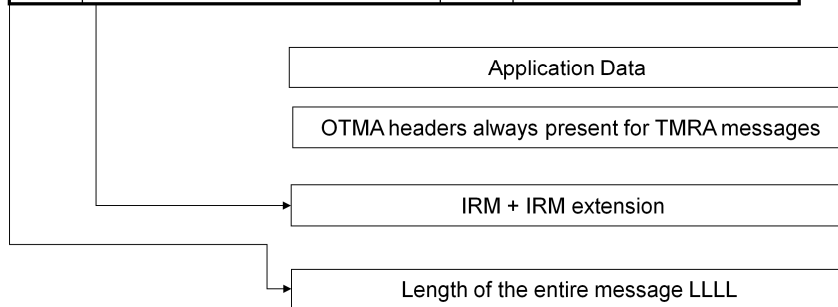 Application Data
OTMA headers always present for TMRA messages
IRM + IRM extension
Length of the entire message LLLL